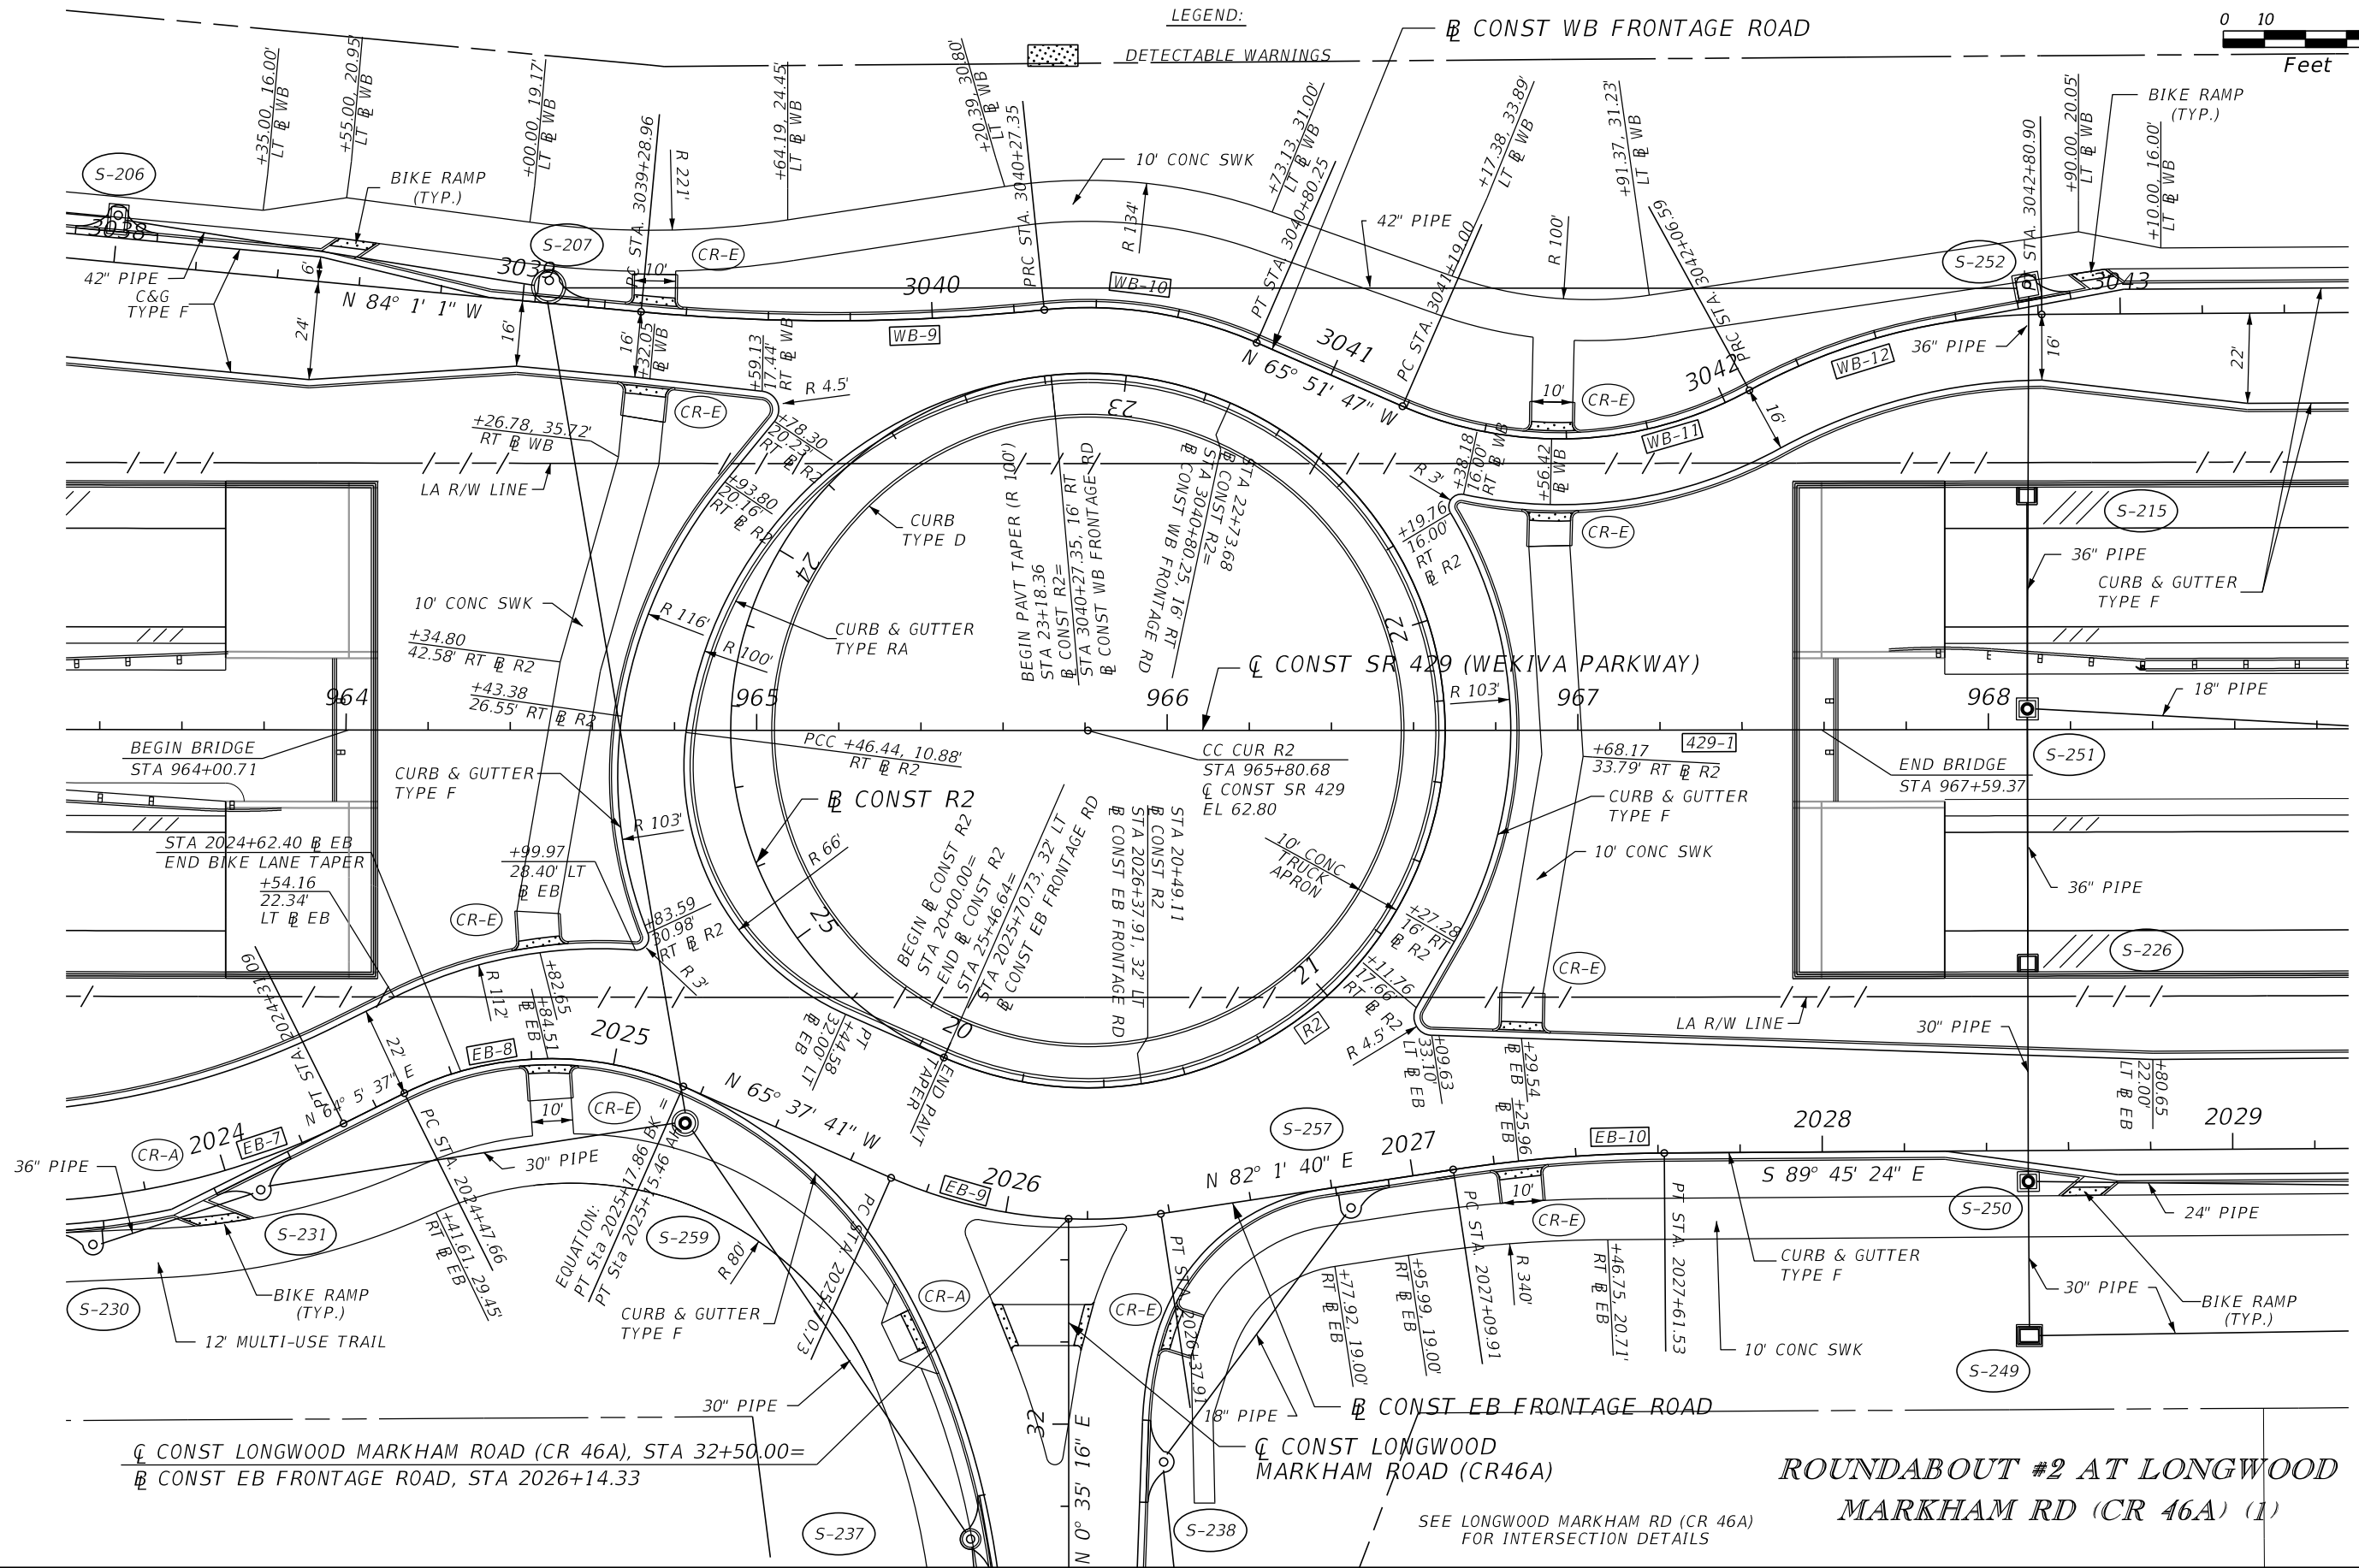 LEGEND:
DETECTABLE WARNINGS
℄ CONST WB FRONTAGE ROAD
0 10
Feet
+35.00, 16.00'
LT ℄ WB
+55.00, 20.95'
LT ℄ WB
+00.00, 19.17'
LT ℄ WB
PC STA. 3039+28.96
R 221'
+64.19, 24.45'
LT ℄ WB
+20.39, 30.80'
LT ℄ WB
PRC STA. 3040+27.35
10' CONC SWK
R 134'
+73.13, 31.00'
LT ℄ WB
PT STA. 3040+80.25
42" PIPE
+17.38, 33.89'
LT ℄ WB
PC STA. 3041+19.00
R 100'
+91.37, 31.23'
LT ℄ WB
PRC STA. 3042+06.59
STA. 3042+80.90
+90.00, 20.05'
LT ℄ WB
+10.00, 16.00'
LT ℄ WB
BIKE RAMP
(TYP.)
S-206
BIKE RAMP
(TYP.)
S-207
CR-E
S-252
3038
42" PIPE
C&G
TYPE F
6'
24'
N 84° 1' 1" W
3039
16'
10'
16'
+32.05
℄ WB
3040
WB-9
WB-10
N 65° 51' 47" W
3041
3042
WB-11
WB-12
3043
36" PIPE
16'
22'
16'
10'
CR-E
+59.13
17.44'
RT ℄ WB
R 4.5'
CR-E
+26.78, 35.72'
RT ℄ WB
+78.30
20.23'
RT ℄ R2
+93.80
20.16'
RT ℄ R2
LA R/W LINE
R 3'
+38.18
16.00'
RT ℄ WB
+56.42
℄ WB
+19.76
16.00'
RT
℄ R2
CR-E
S-215
36" PIPE
CURB & GUTTER
TYPE F
23
24
22
CURB
TYPE D
BEGIN PAVT TAPER (R 100')
STA 23+18.36
℄ CONST R2=
STA 3040+27.35, 16' RT
℄ CONST WB FRONTAGE RD
STA 22+73.68
℄ CONST R2=
STA 3040+80.25, 16' RT
℄ CONST WB FRONTAGE RD
10' CONC SWK
R 116'
R 100'
CURB & GUTTER
TYPE RA
+34.80
42.58' RT ℄ R2
+43.38
26.55' RT ℄ R2
℄ CONST SR 429 (WEKIVA PARKWAY)
R 103'
964
965
966
967
968
18" PIPE
BEGIN BRIDGE
STA 964+00.71
PCC +46.44, 10.88'
RT ℄ R2
CC CUR R2
STA 965+80.68
℄ CONST SR 429
EL 62.80
+68.17
33.79' RT ℄ R2
429-1
S-251
END BRIDGE
STA 967+59.37
CURB & GUTTER
TYPE F
℄ CONST R2
CURB & GUTTER
TYPE F
R 103'
R 66'
STA 2024+62.40 ℄ EB
END BIKE LANE TAPER
+54.16
22.34'
LT ℄ EB
+99.97
28.40' LT
℄ EB
CR-E
+83.59
30.98'
RT ℄ R2
R 3'
BEGIN ℄ CONST R2
STA 20+00.00=
END ℄ CONST R2
STA 25+46.64=
STA 2025+70.73, 32' LT
℄ CONST EB FRONTAGE RD
STA 20+49.11
℄ CONST R2
STA 2026+37.91, 32' LT
℄ CONST EB FRONTAGE RD
10' CONC
TRUCK
APRON
10' CONC SWK
36" PIPE
+27.28
16' RT
℄ R2
+11.76
17.66'
RT ℄ R2
R 4.5'
CR-E
S-226
25
21
20
R2
PT STA. 2024+31.09
22'
R 112'
+82.65
℄ EB
+84.51
2025
EB-8
PT
+44.58
32.00' LT
℄ EB
END PAVT
TAPER
+09.63
33.10'
LT ℄ EB
+29.54
℄ EB
+25.96
℄ EB
LA R/W LINE
30" PIPE
+80.65
22.00'
LT ℄ EB
N 64° 5' 37" E
N 65° 37' 41" W
2024
EB-7
CR-A
36" PIPE
PC STA. 2024+47.66
10'
CR-E
30" PIPE
EQUATION:
PT Sta 2025+17.86 BK =
PT Sta 2025+15.46 AH
S-257
2026
EB-9
2027
N 82° 1' 40" E
EB-10
2028
2029
S 89° 45' 24" E
10'
CR-E
S-250
24" PIPE
S-231
S-259
+41.61, 29.45'
RT ℄ EB
R 80'
PC STA. 2025+70.73
BIKE RAMP
(TYP.)
S-230
12' MULTI-USE TRAIL
CURB & GUTTER
TYPE F
CR-A
CR-E
PT STA. 2026+37.91
+77.92, 19.00'
RT ℄ EB
+95.99, 19.00'
RT ℄ EB
PC STA. 2027+09.91
R 340'
+46.75, 20.71'
RT ℄ EB
PT STA. 2027+61.53
10' CONC SWK
CURB & GUTTER
TYPE F
30" PIPE
BIKE RAMP
(TYP.)
S-249
30" PIPE
18" PIPE
℄ CONST EB FRONTAGE ROAD
32
N 0° 35' 16" E
℄ CONST LONGWOOD MARKHAM ROAD (CR 46A), STA 32+50.00=
℄ CONST EB FRONTAGE ROAD, STA 2026+14.33
℄ CONST LONGWOOD
MARKHAM ROAD (CR46A)
S-237
S-238
SEE LONGWOOD MARKHAM RD (CR 46A)
FOR INTERSECTION DETAILS
ROUNDABOUT #2 AT LONGWOOD
MARKHAM RD (CR 46A) (1)